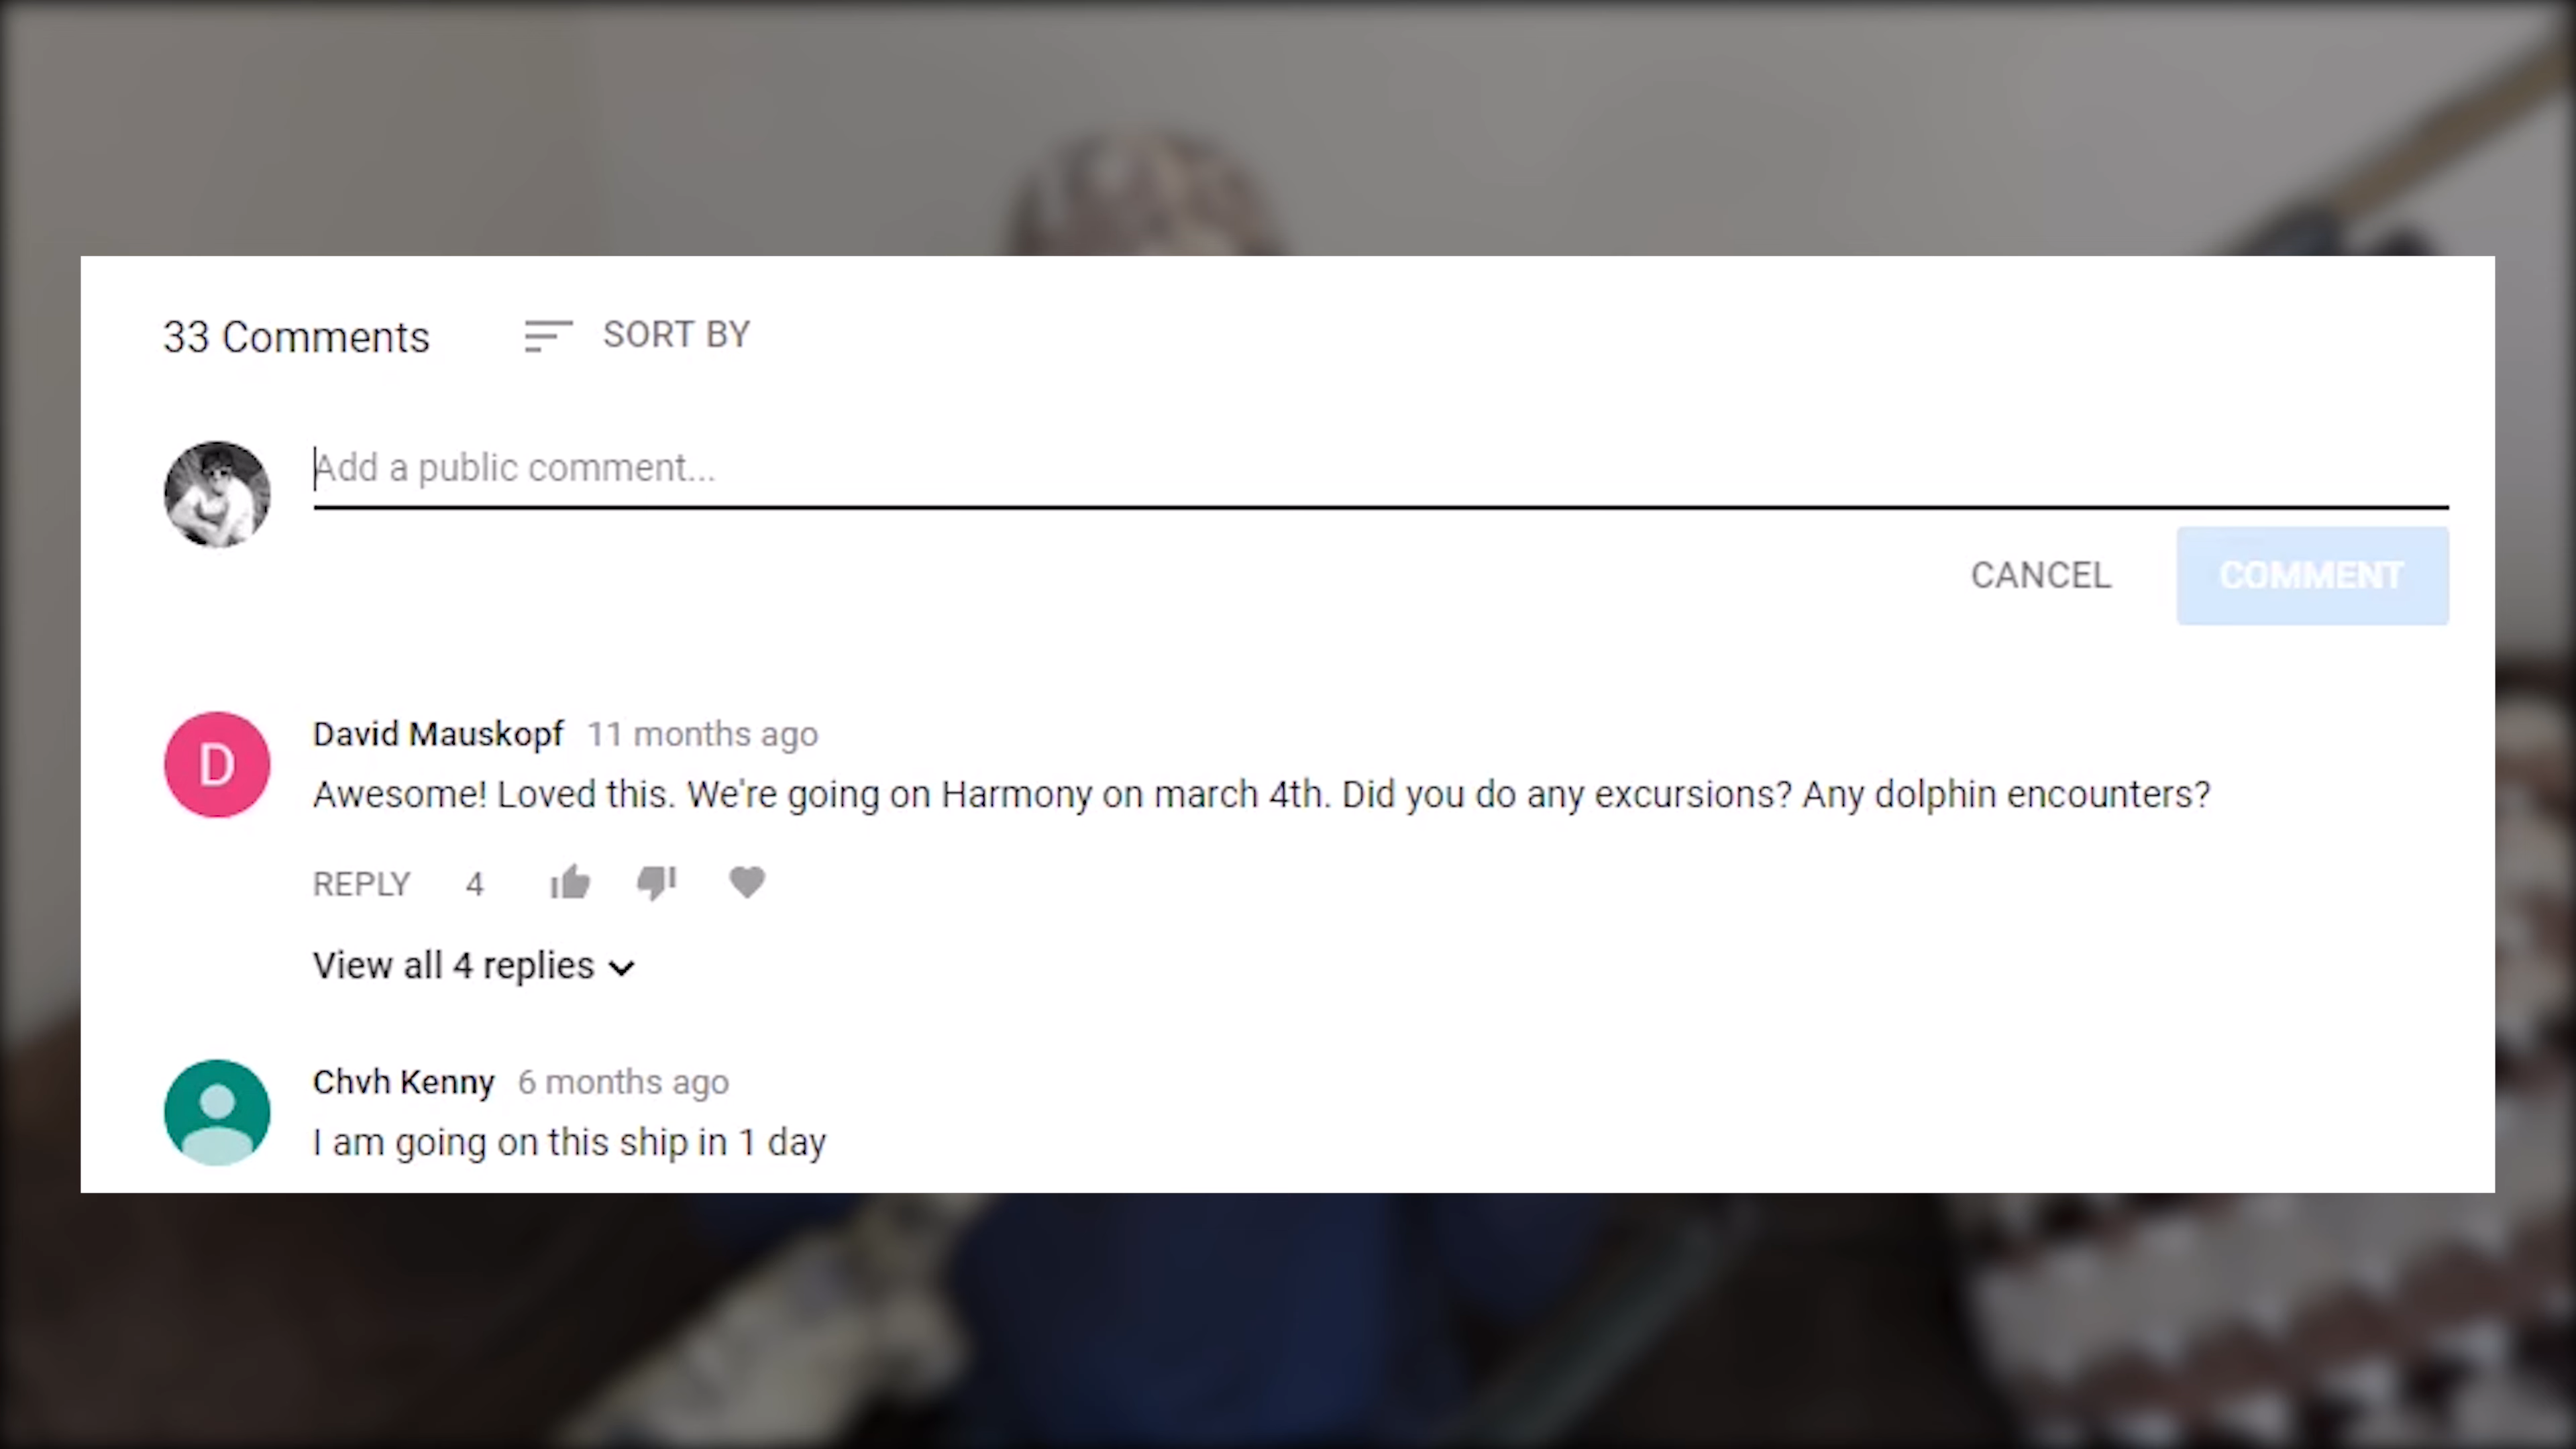 33 Comments SORT BY
Add a public comment...
CANCEL COMMENT
D
David Mauskopf 11 months ago
Awesome! Loved this. We're going on Harmony on march 4th. Did you do any excursions? Any dolphin encounters?
REPLY 4
View all 4 replies
Chvh Kenny 6 months ago
I am going on this ship in 1 day